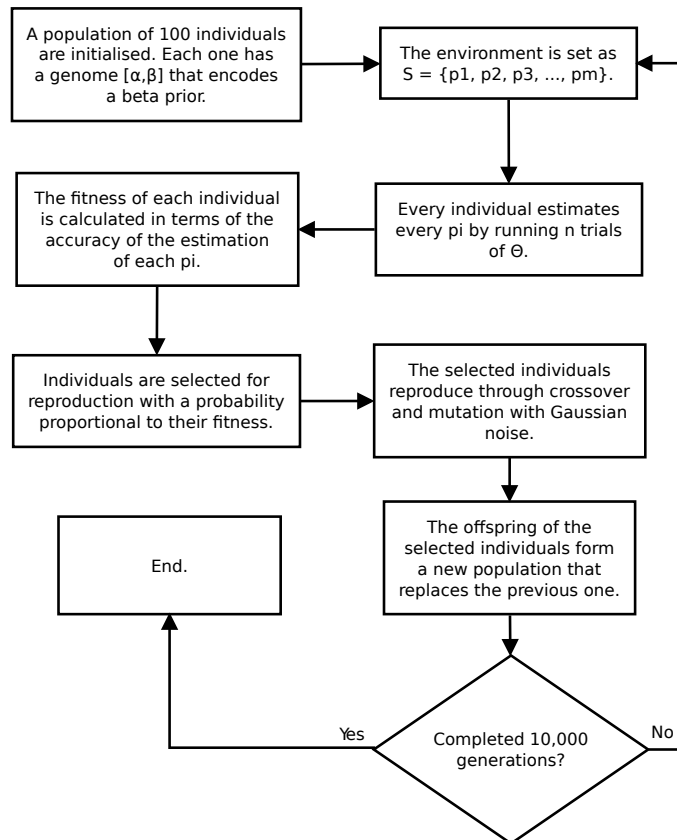 A population of 100 individuals
are initialised. Each one has
a genome [α,β] that encodes
a beta prior.
The environment is set as
S = {p1, p2, p3, ..., pm}.
Every individual estimates
every pi by running n trials
of Θ.
The fitness of each individual
is calculated in terms of the
accuracy of the estimation
of each pi.
Individuals are selected for
reproduction with a probability
proportional to their fitness.
The selected individuals
reproduce through crossover
and mutation with Gaussian
noise.
The offspring of the
selected individuals form
a new population that
replaces the previous one.
Completed 10,000
generations?
Yes
No
End.